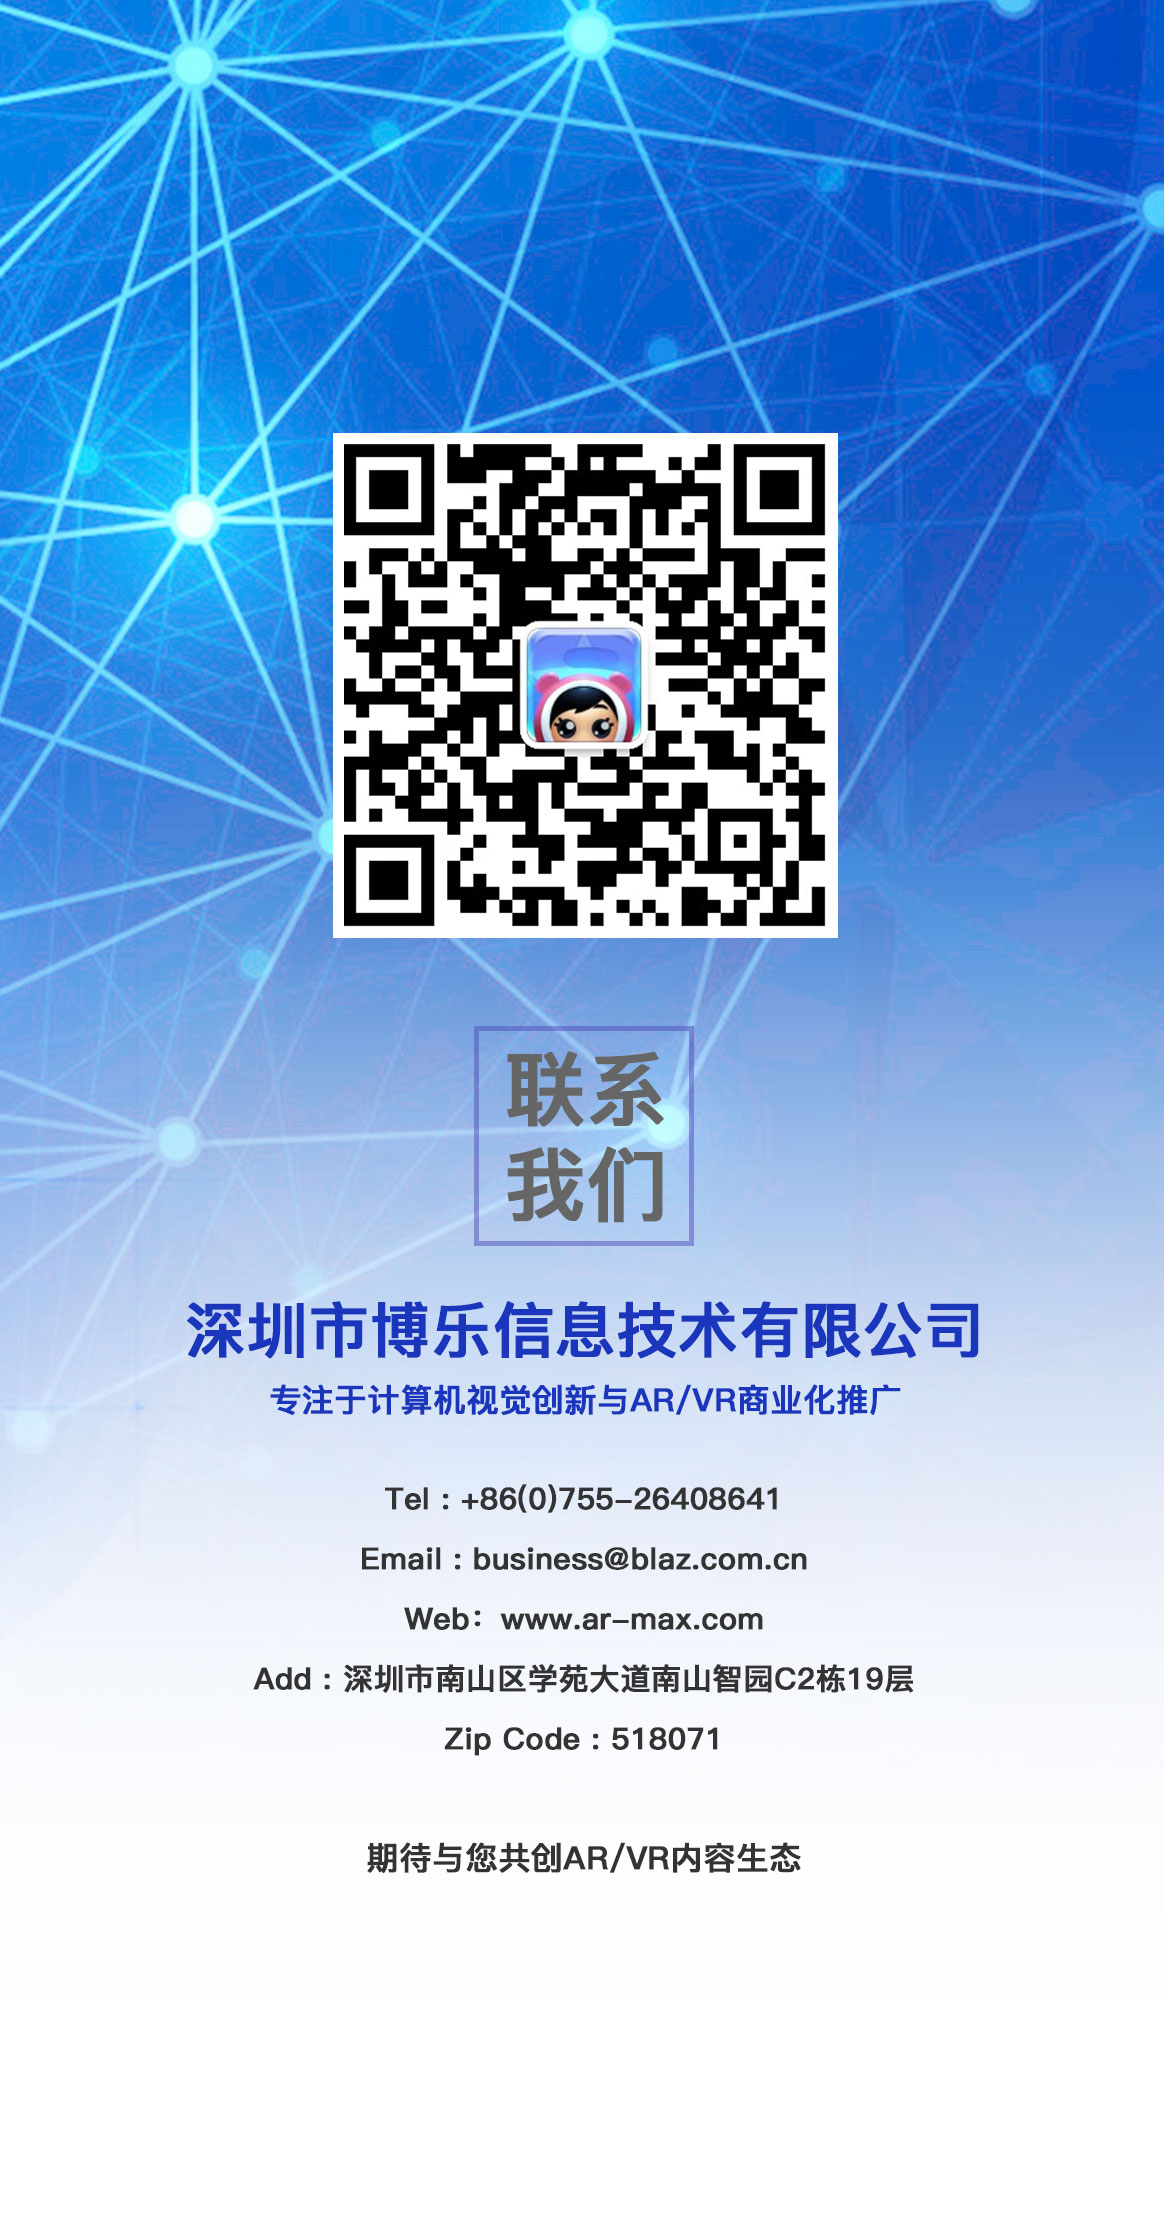 联系
我们
深圳市博乐信息技术有限公司
专注于计算机视觉创新与AR/VR商业化推广
Tel : +86(0)755-26408641
Email : business@blaz.com.cn
Web：www.ar-max.com
Add : 深圳市南山区学苑大道南山智园C2栋19层
Zip Code : 518071
期待与您共创AR/VR内容生态